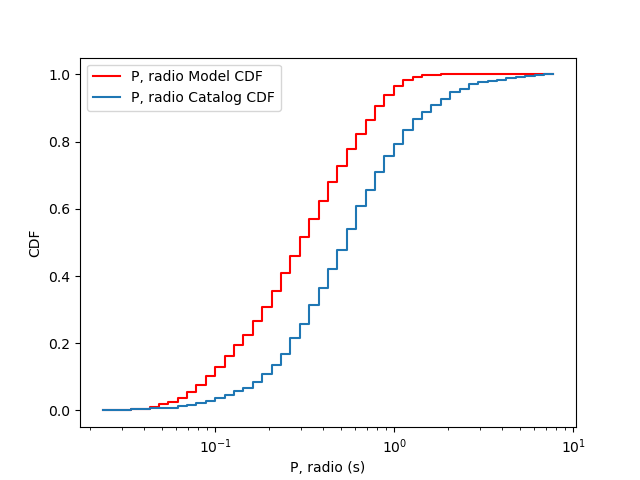 P, radio Model CDF
P, radio Catalog CDF
1.0
0.8
0.6
0.4
0.2
0.0
CDF
10⁻¹ 10⁰ 10¹
P, radio (s)